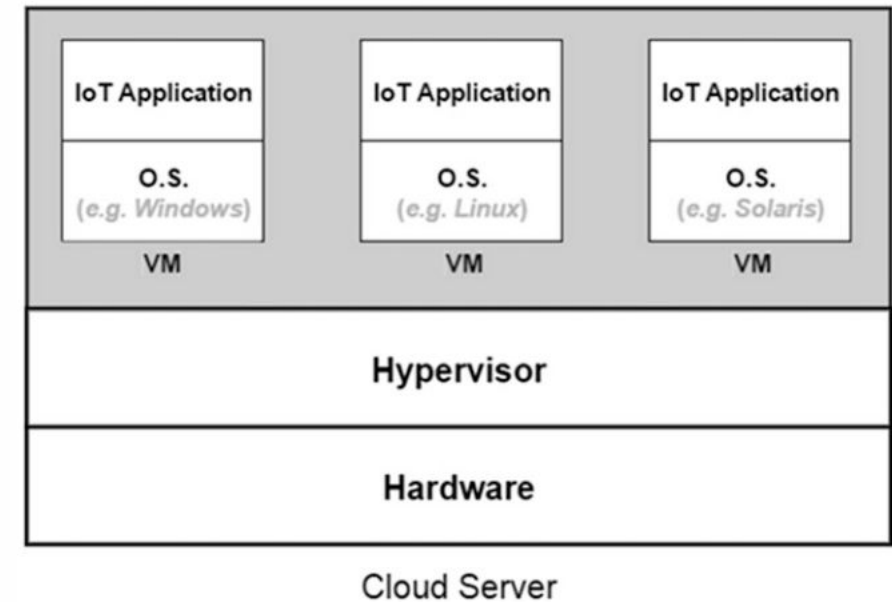 IoT Application IoT Application IoT Application
O.S. O.S. O.S.
(e.g. Windows) (e.g. Linux) (e.g. Solaris)
VM VM VM
Hypervisor
Hardware
Cloud Server